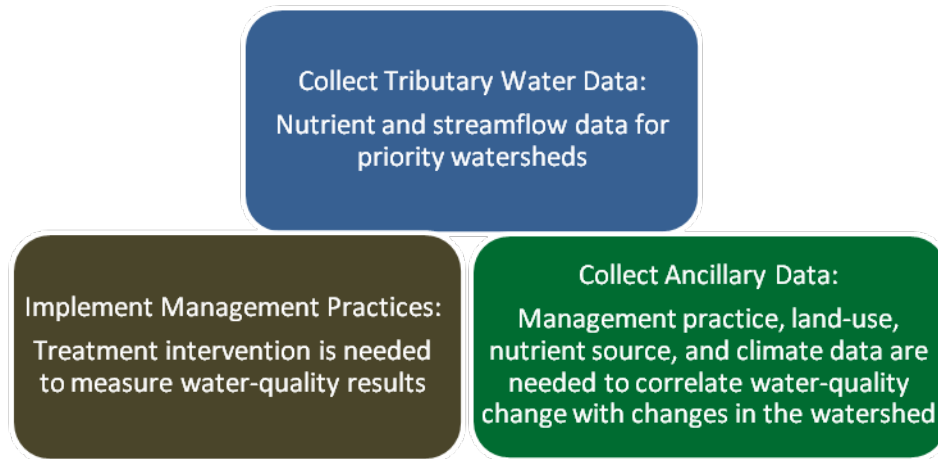 Collect Tributary Water Data:
Nutrient and streamflow data for
priority watersheds
Implement Management Practices:
Treatment intervention is needed
to measure water-quality results
Collect Ancillary Data:
Management practice, land-use,
nutrient source, and climate data are
needed to correlate water-quality
change with changes in the watershed